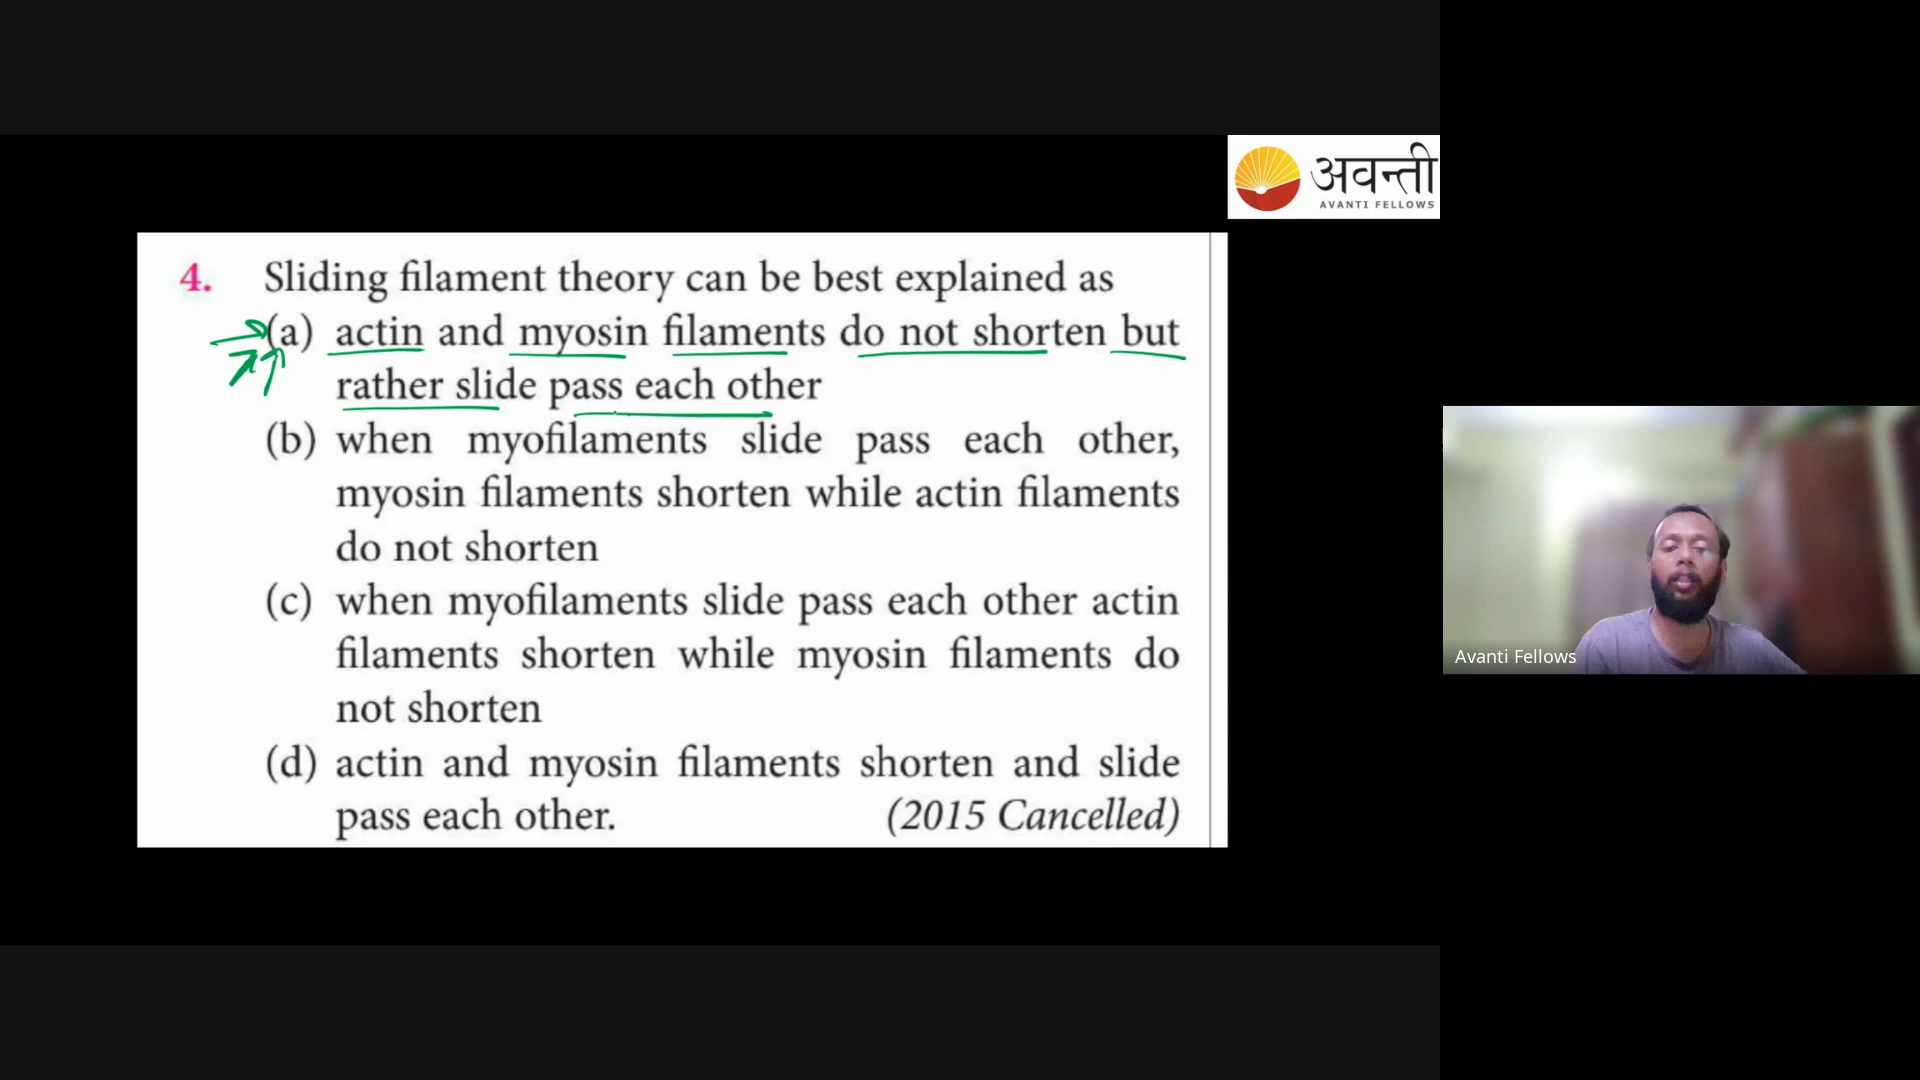 अवन्ती
AVANTI FELLOWS
4. Sliding filament theory can be best explained as
(a) actin and myosin filaments do not shorten but
rather slide pass each other
(b) when myofilaments slide pass each other,
myosin filaments shorten while actin filaments
do not shorten
(c) when myofilaments slide pass each other actin
filaments shorten while myosin filaments do
not shorten
(d) actin and myosin filaments shorten and slide
pass each other. (2015 Cancelled)
Avanti Fellows